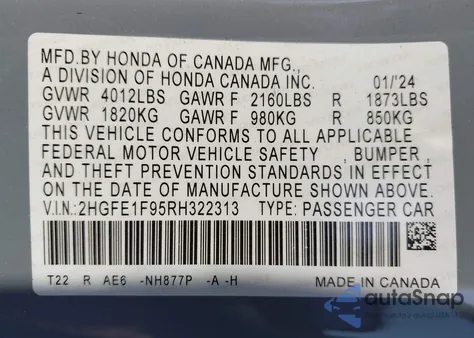 MFD.BY HONDA OF CANADA MFG.,
A DIVISION OF HONDA CANADA INC. 01/'24
GVWR 4012LBS GAWR F 2160LBS R 1873LBS
GVWR 1820KG GAWR F 980KG R 850KG
THIS VEHICLE CONFORMS TO ALL APPLICABLE
FEDERAL MOTOR VEHICLE SAFETY , BUMPER ,
AND THEFT PREVENTION STANDARDS IN EFFECT
ON THE DATE OF MANUFACTURE SHOWN ABOVE.
V.I.N.:2HGFE1F95RH322313 TYPE: PASSENGER CAR
T22 R AE6 -NH877P -A -H MADE IN CANADA
autoSnap